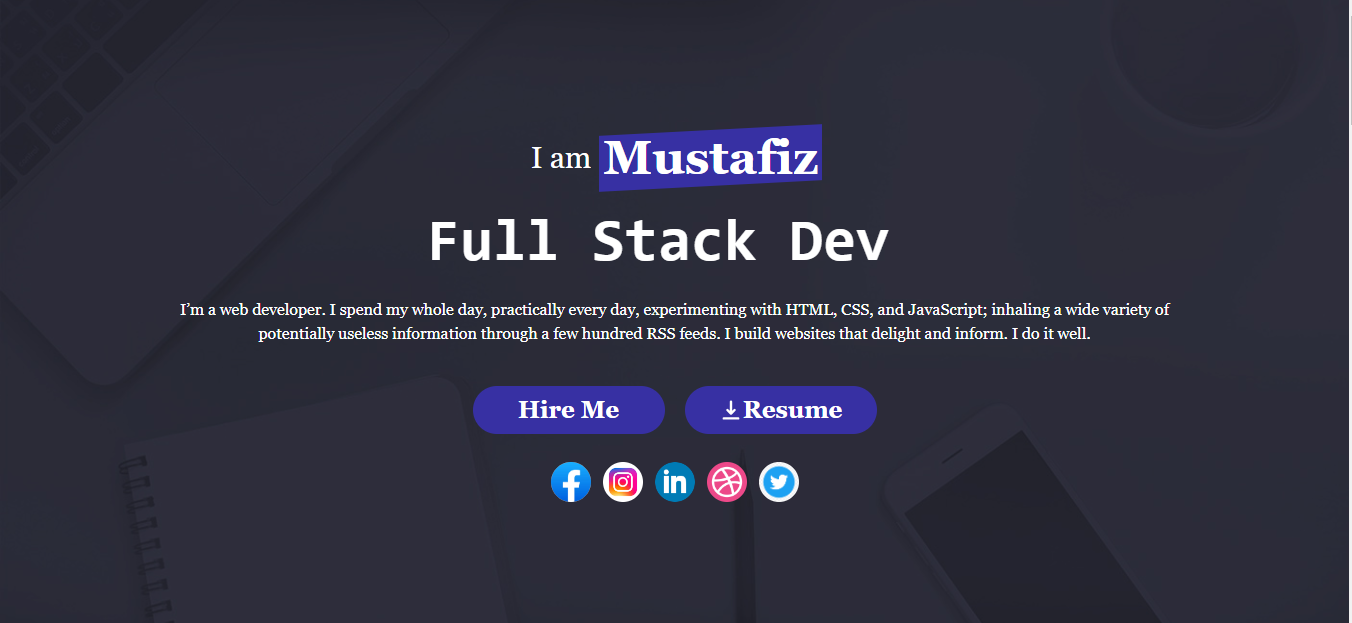 I am Mustafiz
Full Stack Dev
I’m a web developer. I spend my whole day, practically every day, experimenting with HTML, CSS, and JavaScript; inhaling a wide variety of
potentially useless information through a few hundred RSS feeds. I build websites that delight and inform. I do it well.
Hire Me
Resume